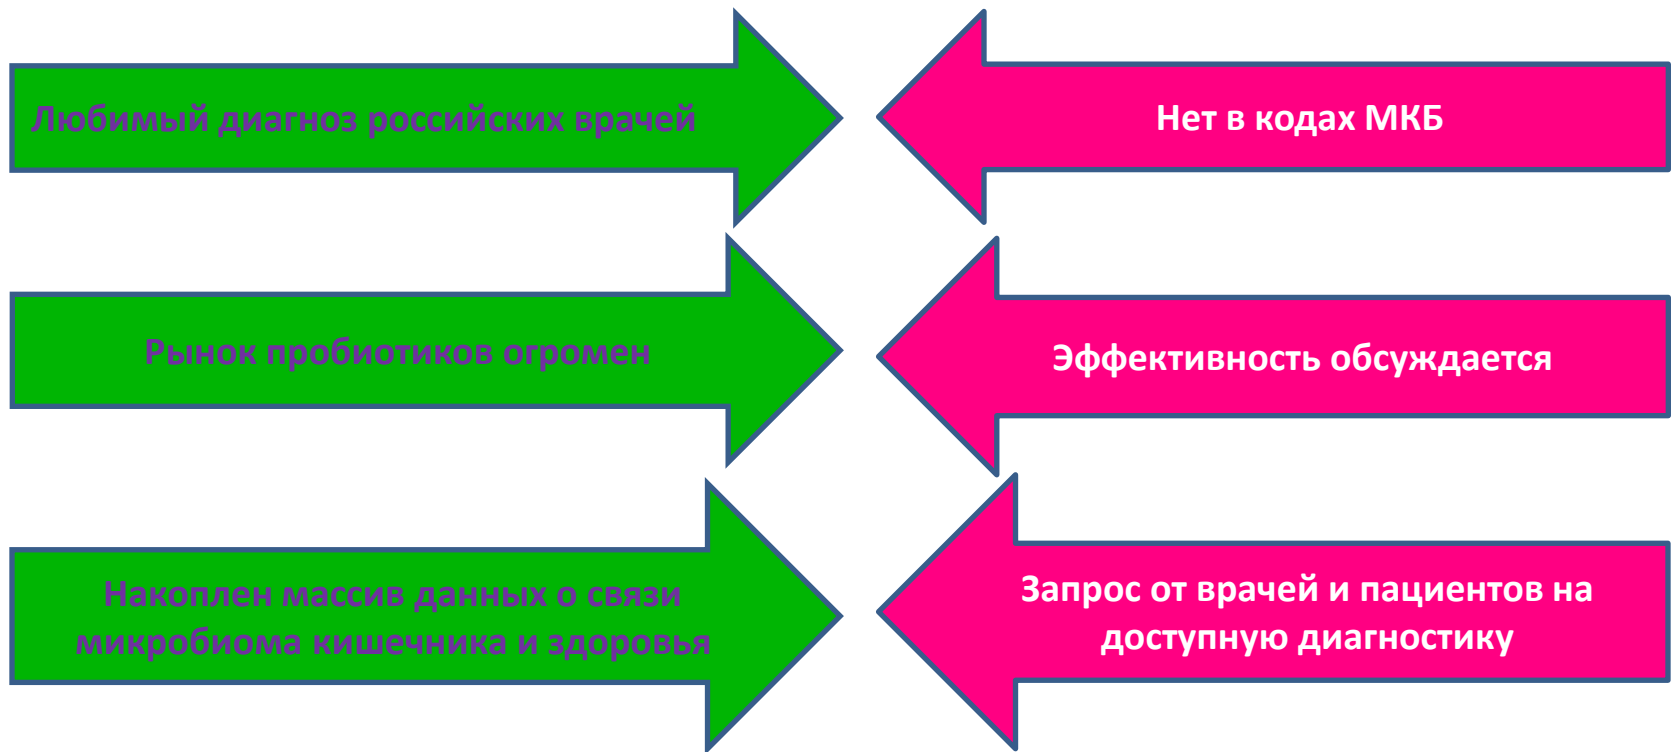 Любимый диагноз российских врачей
Нет в кодах МКБ
Рынок пробиотиков огромен
Эффективность обсуждается
Накоплен массив данных о связи
микробиома кишечника и здоровья
Запрос от врачей и пациентов на
доступную диагностику